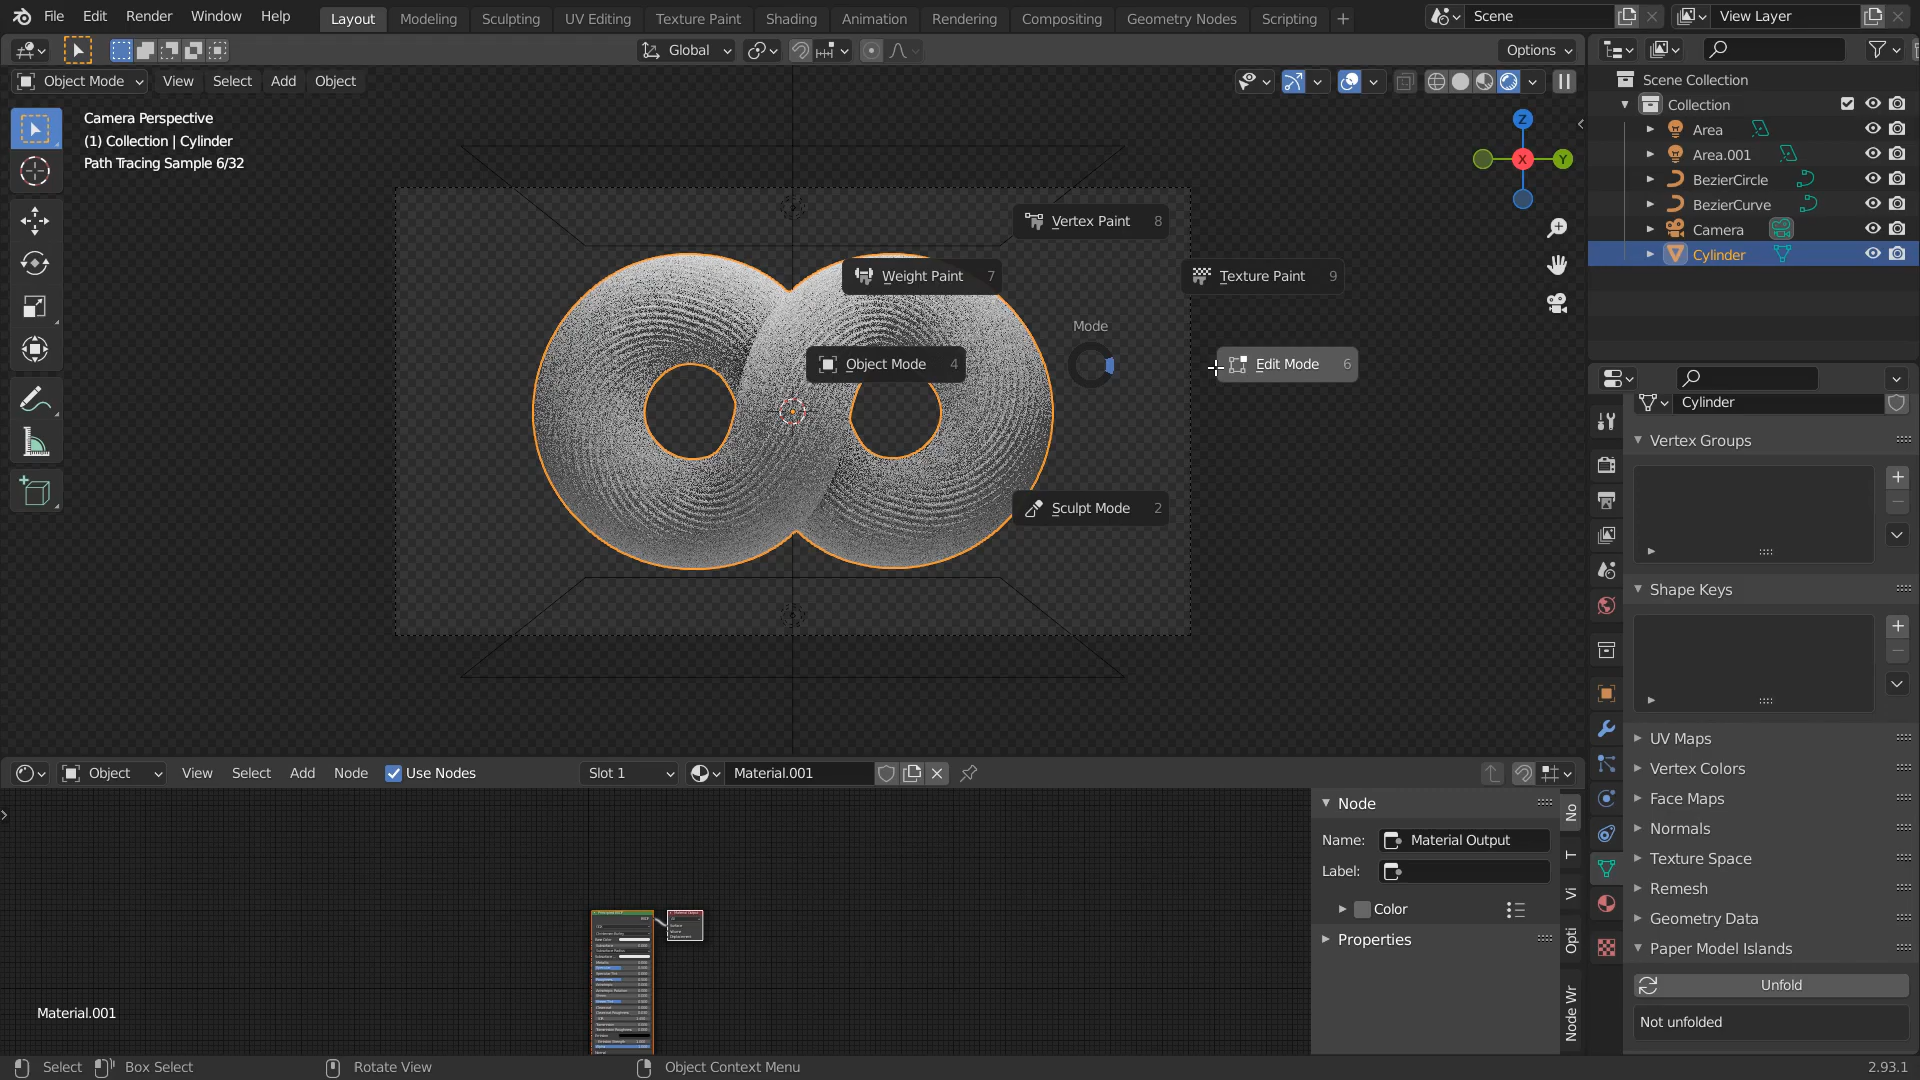 File Edit Render Window Help Layout Modeling Sculpting UV Editing Texture Paint Shading Animation Rendering Compositing Geometry Nodes Scripting + Scene View Layer
Global Options
Object Mode View Select Add Object
Scene Collection
Collection
Area
Area.001
BezierCircle
BezierCurve
Camera
Cylinder
Camera Perspective
(1) Collection | Cylinder
Path Tracing Sample 6/32
Z
X
Y
Vertex Paint 8
Weight Paint 7
Texture Paint 9
Mode
Object Mode 4
Edit Mode 6
Sculpt Mode 2
Cylinder
Vertex Groups
Shape Keys
UV Maps
Vertex Colors
Face Maps
Normals
Texture Space
Remesh
Geometry Data
Paper Model Islands
Unfold
Not unfolded
Object View Select Add Node Use Nodes Slot 1 Material.001
Node
Name: Material Output
Label:
Color
Properties
No
T
Vi
Opti
Node Wr
Material.001
Select Box Select Rotate View Object Context Menu 2.93.1